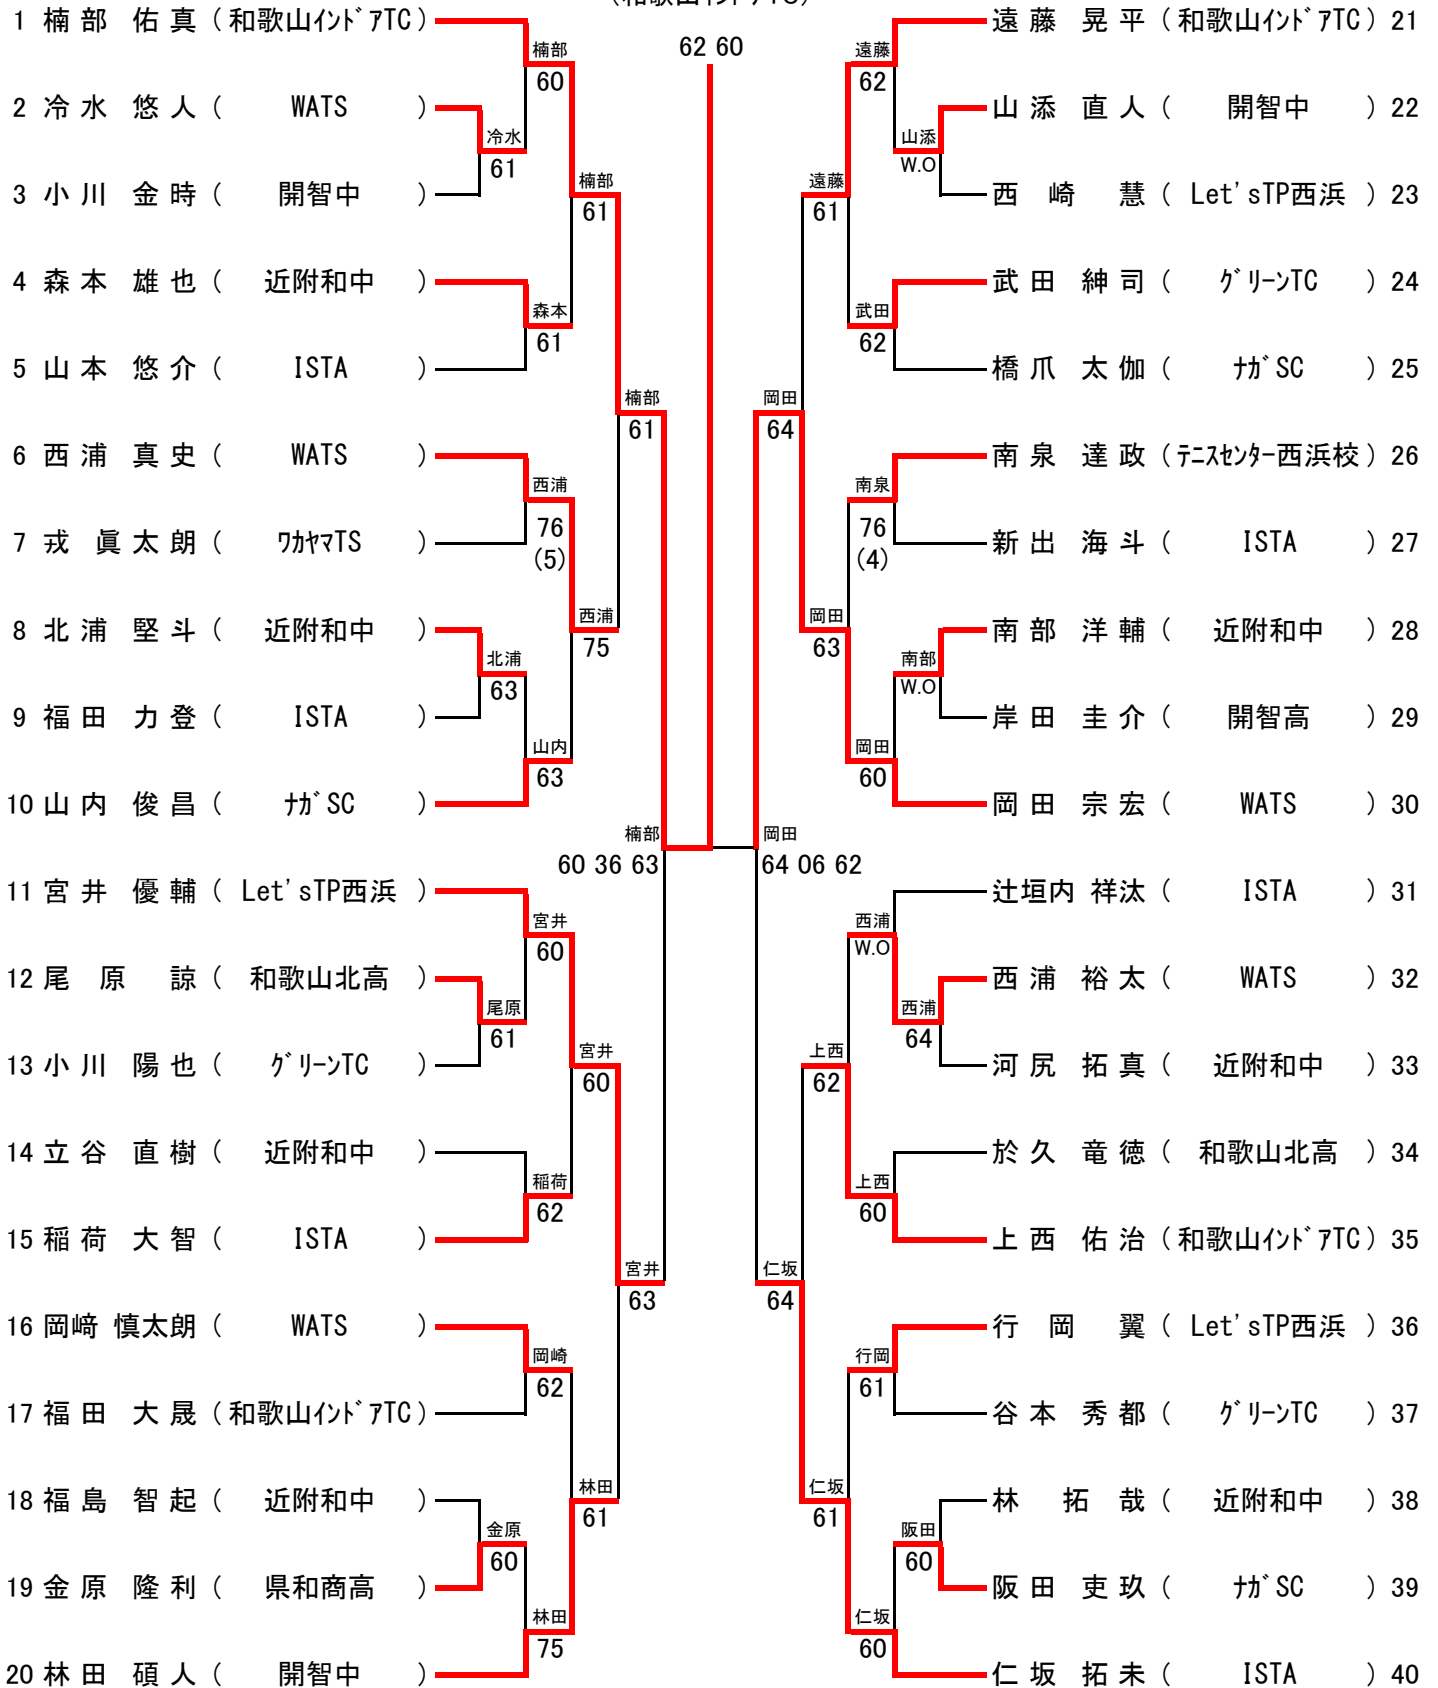 (和歌山インドアTC)
62 60
1 楠部 佑真 (和歌山インドアTC)
2 冷水 悠人 ( WATS )
3 小川 金時 ( 開智中 )
4 森本 雄也 ( 近附和中 )
5 山本 悠介 ( ISTA )
6 西浦 真史 ( WATS )
7 戎 眞太朗 ( ワカヤマTS )
8 北浦 堅斗 ( 近附和中 )
9 福田 力登 ( ISTA )
10 山内 俊昌 ( ナガSC )
11 宮井 優輔 ( Let'sTP西浜 )
12 尾原 諒 ( 和歌山北高 )
13 小川 陽也 ( グリーンTC )
14 立谷 直樹 ( 近附和中 )
15 稲荷 大智 ( ISTA )
16 岡﨑 慎太朗 ( WATS )
17 福田 大晟 (和歌山インドアTC)
18 福島 智起 ( 近附和中 )
19 金原 隆利 ( 県和商高 )
20 林田 碩人 ( 開智中 )
冷水
61
北浦
63
尾原
61
金原
60
楠部
60
森本
61
西浦
76
(5)
山内
63
宮井
60
稲荷
62
岡崎
62
林田
75
楠部
61
西浦
75
宮井
60
林田
61
楠部
61
宮井
63
楠部
60 36 63
岡田
64 06 62
岡田
64
仁坂
64
遠藤
61
岡田
63
上西
62
仁坂
61
遠藤
62
武田
62
南泉
76
(4)
岡田
60
西浦
W.O
上西
60
行岡
61
仁坂
60
山添
W.O
南部
W.O
西浦
64
阪田
60
遠藤 晃平 (和歌山インドアTC) 21
山添 直人 ( 開智中 ) 22
西崎 慧 ( Let'sTP西浜 ) 23
武田 紳司 ( グリーンTC ) 24
橋爪 太伽 ( ナガSC ) 25
南泉 達政 (テニスセンター西浜校) 26
新出 海斗 ( ISTA ) 27
南部 洋輔 ( 近附和中 ) 28
岸田 圭介 ( 開智高 ) 29
岡田 宗宏 ( WATS ) 30
辻垣内 祥汰 ( ISTA ) 31
西浦 裕太 ( WATS ) 32
河尻 拓真 ( 近附和中 ) 33
於久 竜徳 ( 和歌山北高 ) 34
上西 佑治 (和歌山インドアTC) 35
行岡 翼 ( Let'sTP西浜 ) 36
谷本 秀都 ( グリーンTC ) 37
林 拓哉 ( 近附和中 ) 38
阪田 吏玖 ( ナガSC ) 39
仁坂 拓未 ( ISTA ) 40